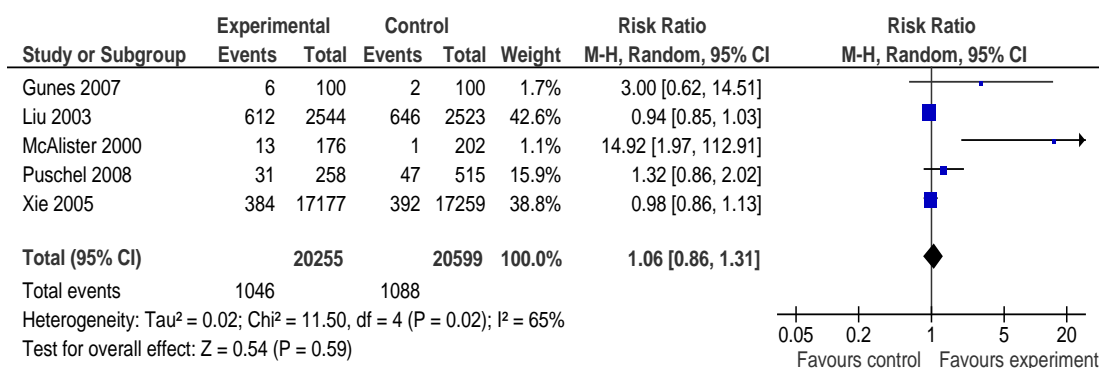 Experimental Control Risk Ratio Risk Ratio
Study or Subgroup Events Total Events Total Weight M-H, Random, 95% CI M-H, Random, 95% CI
Gunes 2007 6 100 2 100 1.7% 3.00 [0.62, 14.51]
Liu 2003 612 2544 646 2523 42.6% 0.94 [0.85, 1.03]
McAlister 2000 13 176 1 202 1.1% 14.92 [1.97, 112.91]
Puschel 2008 31 258 47 515 15.9% 1.32 [0.86, 2.02]
Xie 2005 384 17177 392 17259 38.8% 0.98 [0.86, 1.13]
Total (95% CI) 20255 20599 100.0% 1.06 [0.86, 1.31]
Total events 1046 1088
Heterogeneity: Tau² = 0.02; Chi² = 11.50, df = 4 (P = 0.02); I² = 65%
Test for overall effect: Z = 0.54 (P = 0.59)
0.05 0.2 1 5 20
Favours control Favours experiment